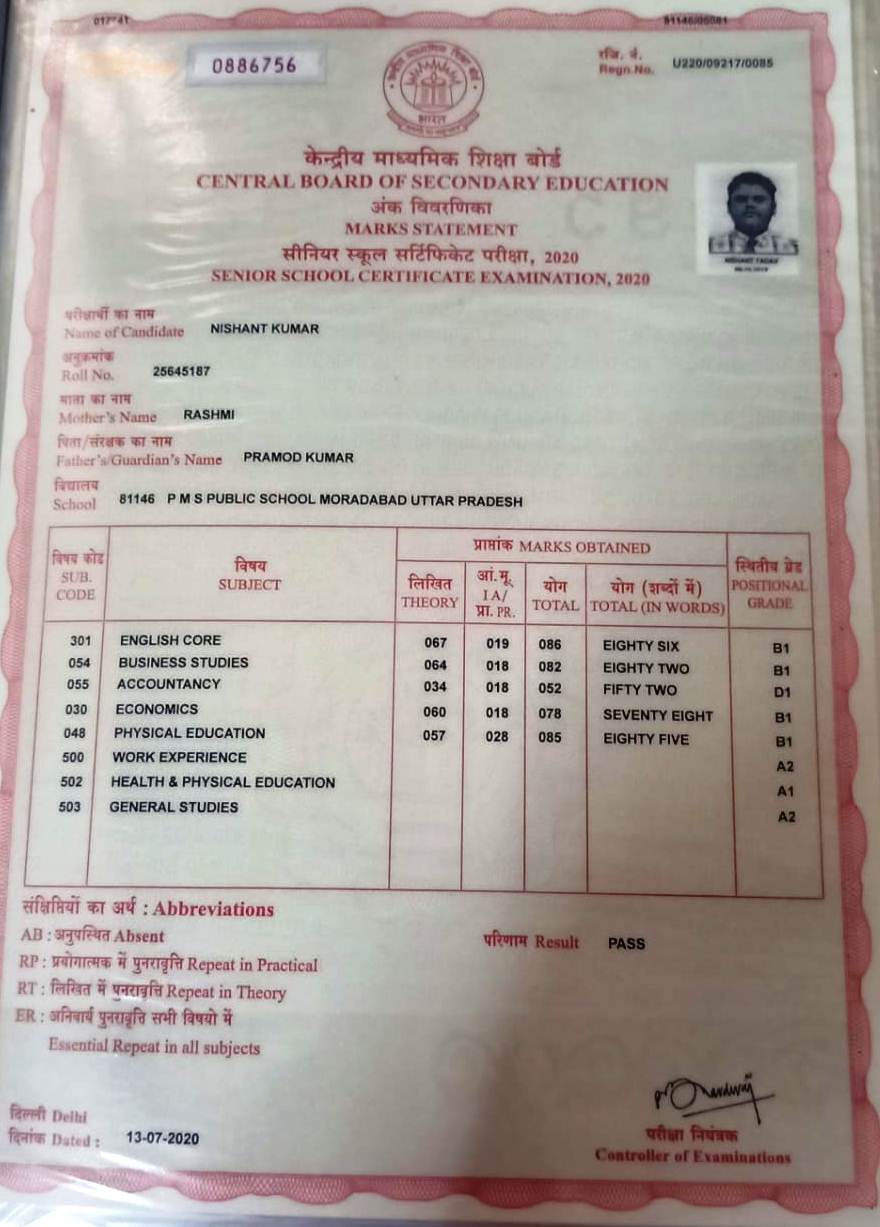 0886756
रजि. नं.
Regn.No. U220/09217/0085
भारत
केन्द्रीय माध्यमिक शिक्षा बोर्ड
CENTRAL BOARD OF SECONDARY EDUCATION
अंक विवरणिका
MARKS STATEMENT
सीनियर स्कूल सर्टिफिकेट परीक्षा, 2020
SENIOR SCHOOL CERTIFICATE EXAMINATION, 2020
परीक्षार्थी का नाम
Name of Candidate NISHANT KUMAR
अनुक्रमांक
Roll No. 25645187
माता का नाम
Mother's Name RASHMI
पिता/संरक्षक का नाम
Father's/Guardian's Name PRAMOD KUMAR
विद्यालय
School 81146 P M S PUBLIC SCHOOL MORADABAD UTTAR PRADESH
विषय कोड SUB. CODE
विषय SUBJECT
प्राप्तांक MARKS OBTAINED
लिखित THEORY
आं.मू. IA/ प्रा. PR.
योग TOTAL
योग (शब्दों में) TOTAL (IN WORDS)
स्थितीय ग्रेड POSITIONAL GRADE
301 ENGLISH CORE 067 019 086 EIGHTY SIX B1
054 BUSINESS STUDIES 064 018 082 EIGHTY TWO B1
055 ACCOUNTANCY 034 018 052 FIFTY TWO D1
030 ECONOMICS 060 018 078 SEVENTY EIGHT B1
048 PHYSICAL EDUCATION 057 028 085 EIGHTY FIVE B1
500 WORK EXPERIENCE A2
502 HEALTH & PHYSICAL EDUCATION A1
503 GENERAL STUDIES A2
संक्षिप्तियों का अर्थ : Abbreviations
AB : अनुपस्थित Absent
परिणाम Result PASS
RP : प्रयोगात्मक में पुनरावृत्ति Repeat in Practical
RT : लिखित में पुनरावृत्ति Repeat in Theory
ER : अनिवार्य पुनरावृत्ति सभी विषयो में
Essential Repeat in all subjects
दिल्ली Delhi
दिनांक Dated : 13-07-2020
परीक्षा नियंत्रक
Controller of Examinations